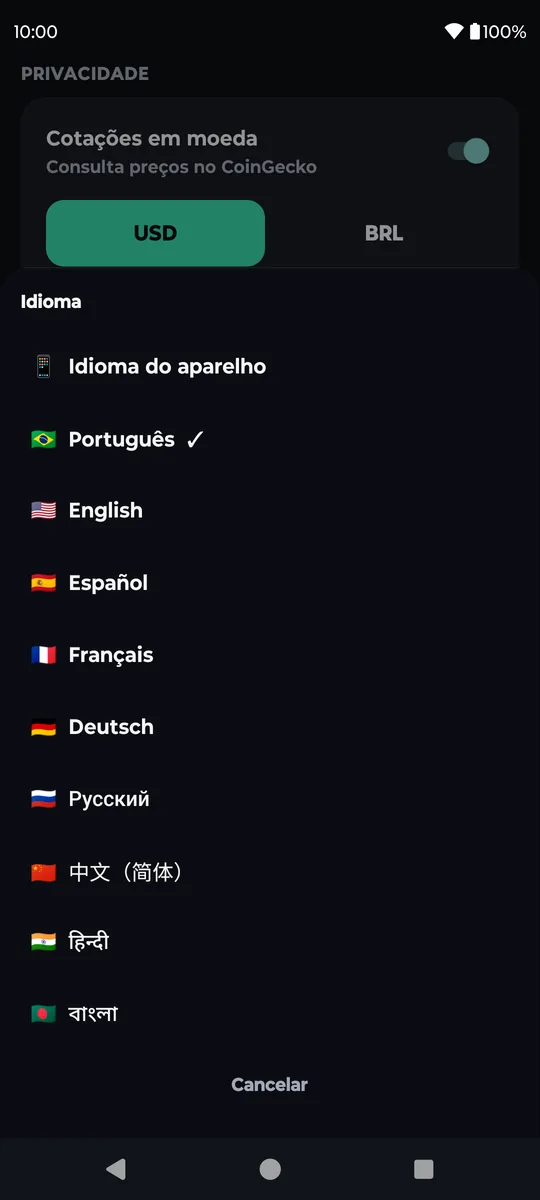 10:00 100%
PRIVACIDADE
Cotações em moeda
Consulta preços no CoinGecko
USD BRL
Idioma
Idioma do aparelho
Português ✓
English
Español
Français
Deutsch
Русский
中文（简体）
हिन्दी
বাংলা
Cancelar